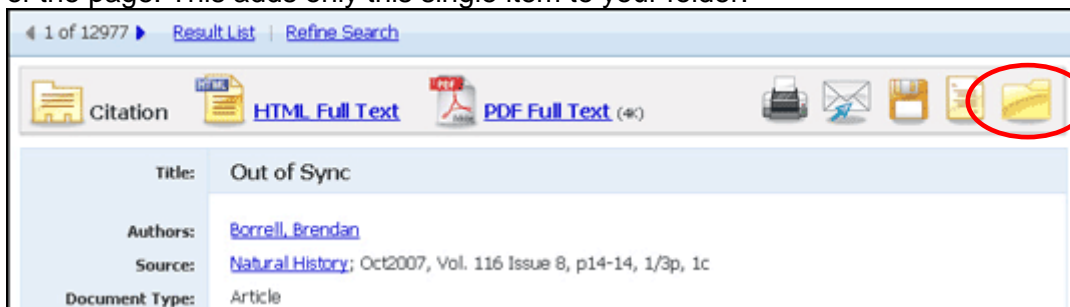 of the page. This adds only this single item to your folder.
1 of 12977 Result List | Refine Search
Citation HTML HTML Full Text PDF PDF Full Text (4K)
Title: Out of Sync
Authors: Borrell, Brendan
Source: Natural History; Oct2007, Vol. 116 Issue 8, p14-14, 1/3p, 1c
Document Type: Article